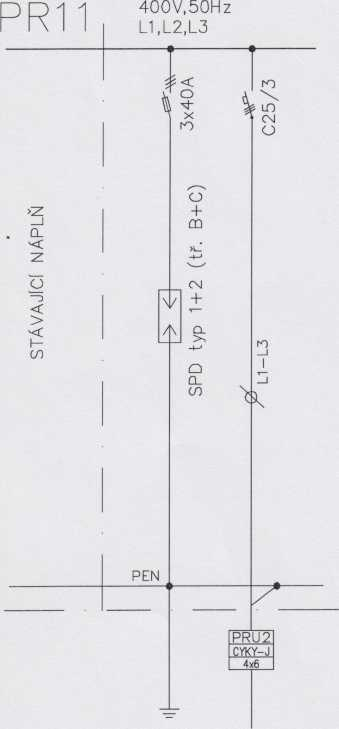 PR11
400V,50Hz
L1,L2,L3
3x40A
C25/3
STÁVAJÍCÍ NÁPLŇ
SPD typ 1+2 (tř. B+C)
L1-L3
PEN
PRU2
CYKY-J
4x6